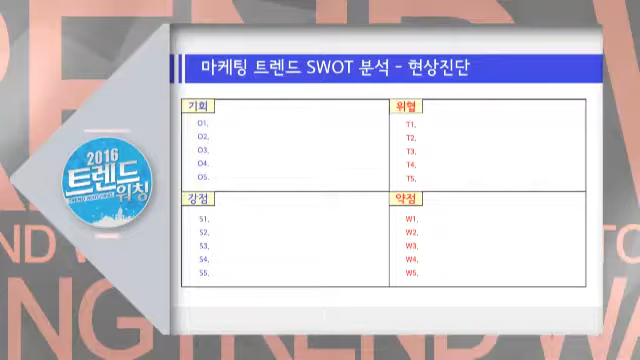 마케팅 트렌드 SWOT 분석 - 현상진단
기회
O1.
O2.
O3.
O4.
O5.
위협
T1.
T2.
T3.
T4.
T5.
강점
S1.
S2.
S3.
S4.
S5.
약점
W1.
W2.
W3.
W4.
W5.
2016
트렌드
워칭